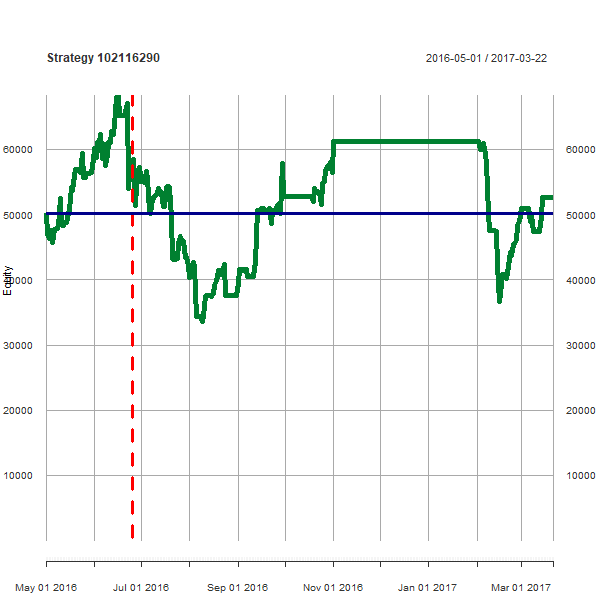 Strategy 102116290 2016-05-01 / 2017-03-22
60000 60000
50000 50000
Equity
40000 40000
30000 30000
20000 20000
10000 10000
May 01 2016 Jul 01 2016 Sep 01 2016 Nov 01 2016 Jan 01 2017 Mar 01 2017